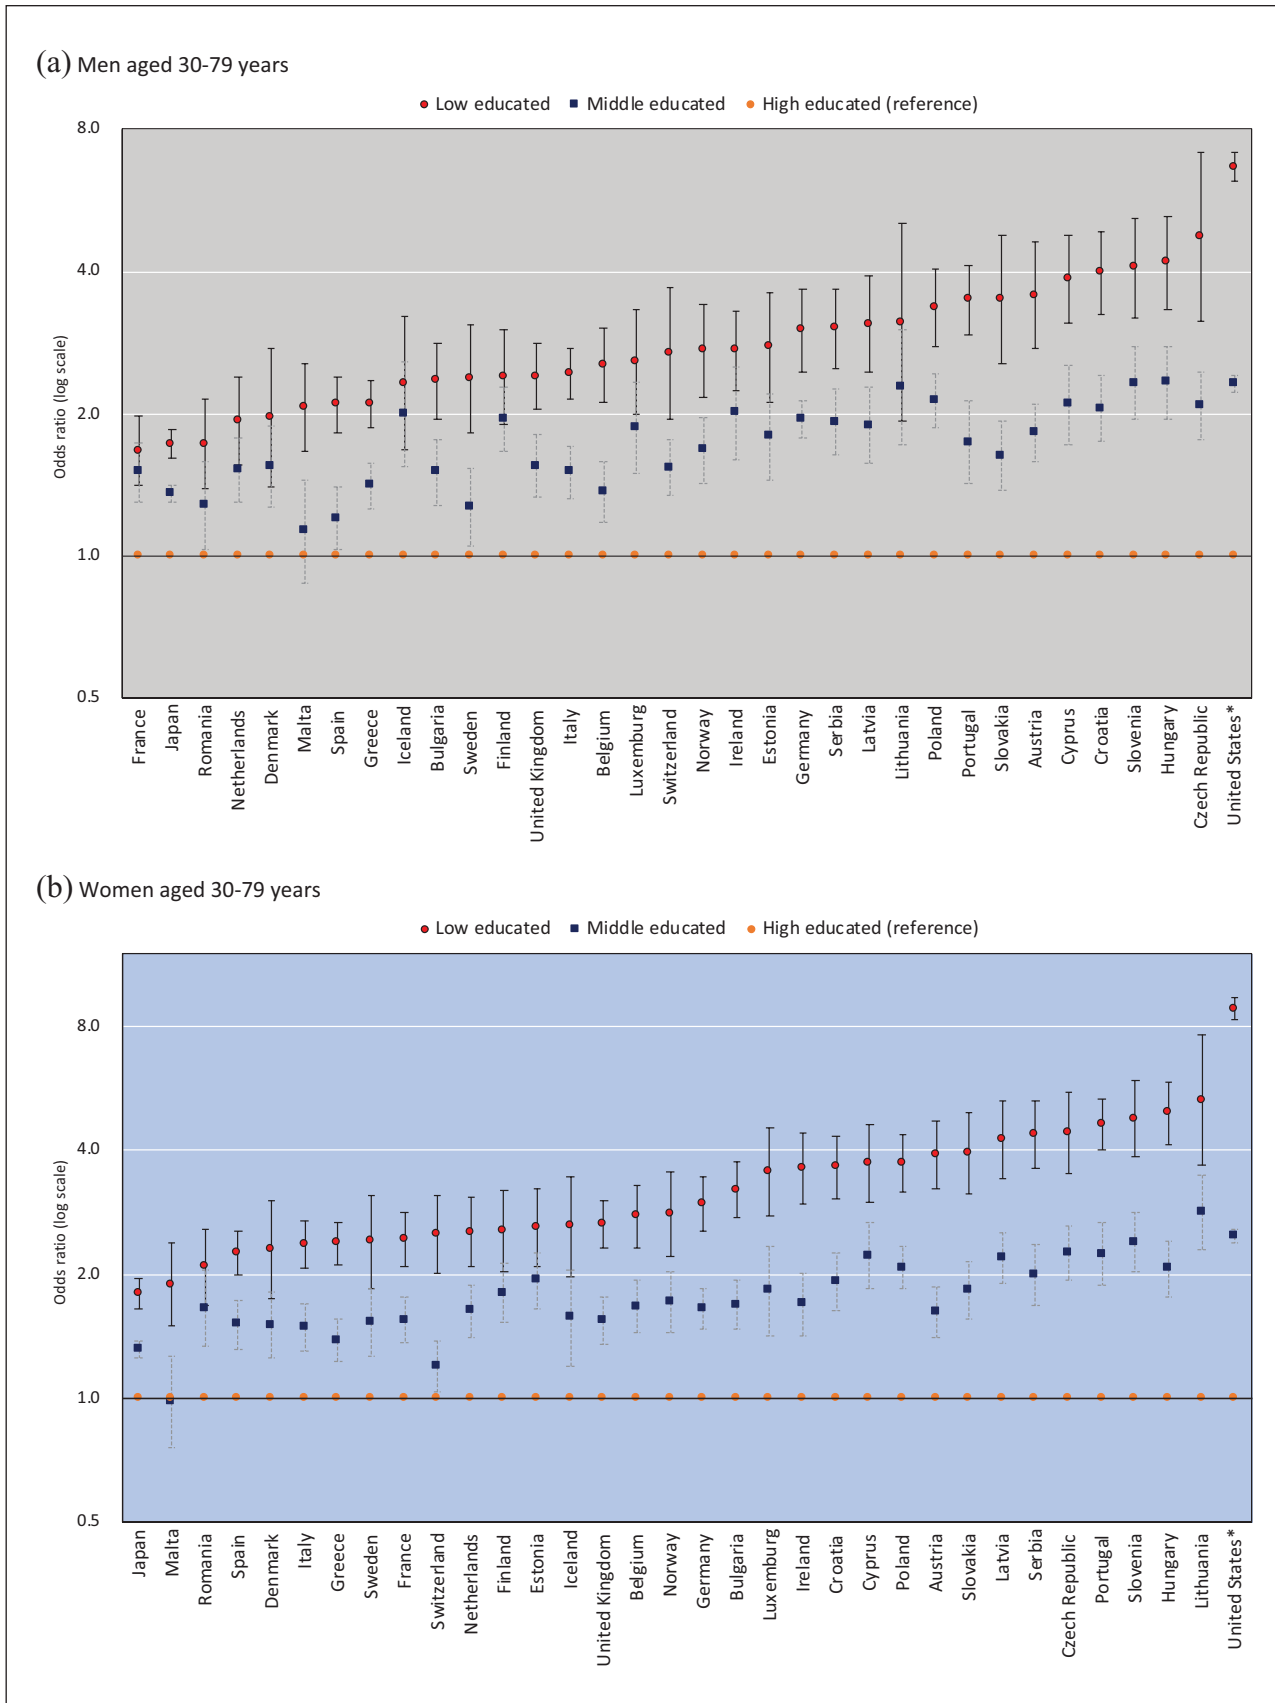 (a) Men aged 30-79 years
Low educated Middle educated High educated (reference)
8.0
4.0
2.0
1.0
0.5
Odds ratio (log scale)
France
Japan
Romania
Netherlands
Denmark
Malta
Spain
Greece
Iceland
Bulgaria
Sweden
Finland
United Kingdom
Italy
Belgium
Luxemburg
Switzerland
Norway
Ireland
Estonia
Germany
Serbia
Latvia
Lithuania
Poland
Portugal
Slovakia
Austria
Cyprus
Croatia
Slovenia
Hungary
Czech Republic
United States*
(b) Women aged 30-79 years
Low educated Middle educated High educated (reference)
8.0
4.0
2.0
1.0
0.5
Odds ratio (log scale)
Japan
Malta
Romania
Spain
Denmark
Italy
Greece
Sweden
France
Switzerland
Netherlands
Finland
Estonia
Iceland
United Kingdom
Belgium
Norway
Germany
Bulgaria
Luxemburg
Ireland
Croatia
Cyprus
Poland
Austria
Slovakia
Latvia
Serbia
Czech Republic
Portugal
Slovenia
Hungary
Lithuania
United States*